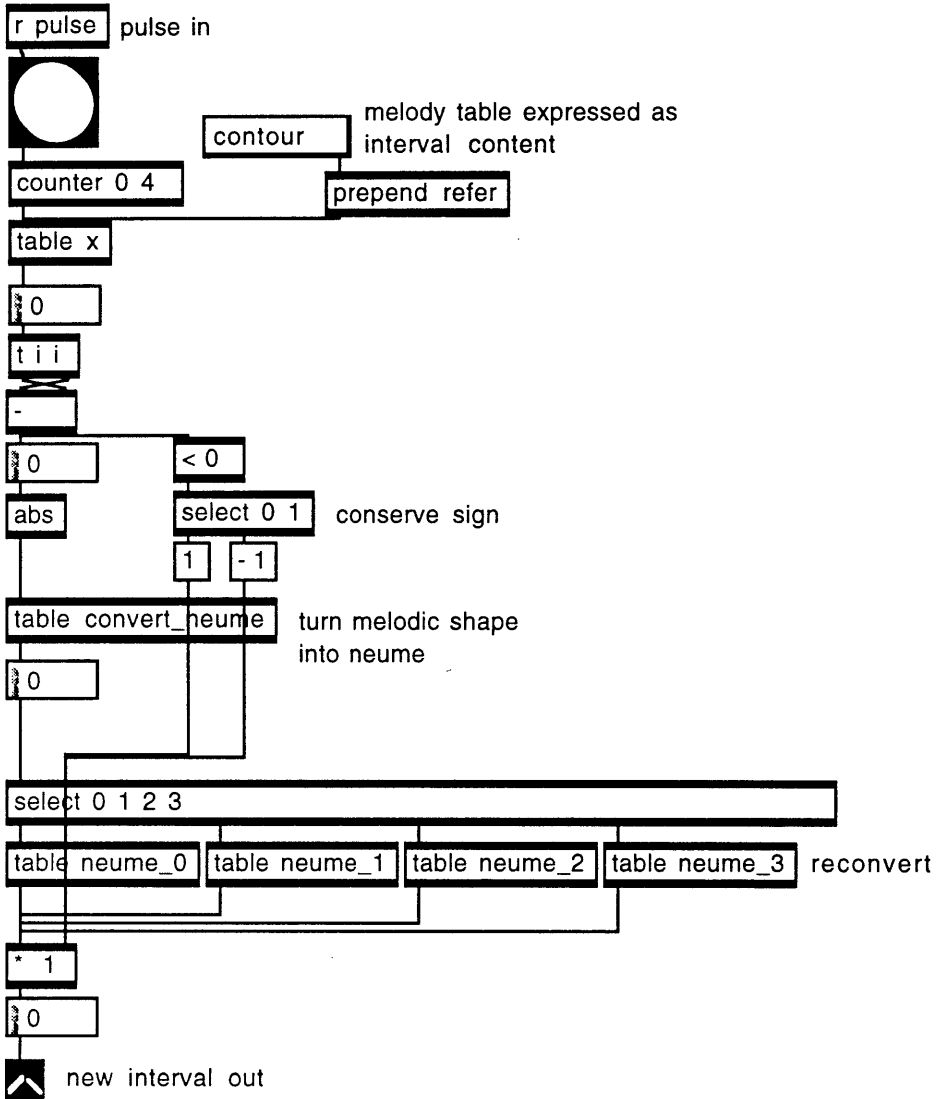 r pulse pulse in
contour melody table expressed as
interval content
counter 0 4
prepend refer
table x
0
t i i
-
0
< 0
abs
select 0 1 conserve sign
1 - 1
table convert_neume turn melodic shape
into neume
0
select 0 1 2 3
table neume_0 table neume_1 table neume_2 table neume_3 reconvert
* 1
0
new interval out